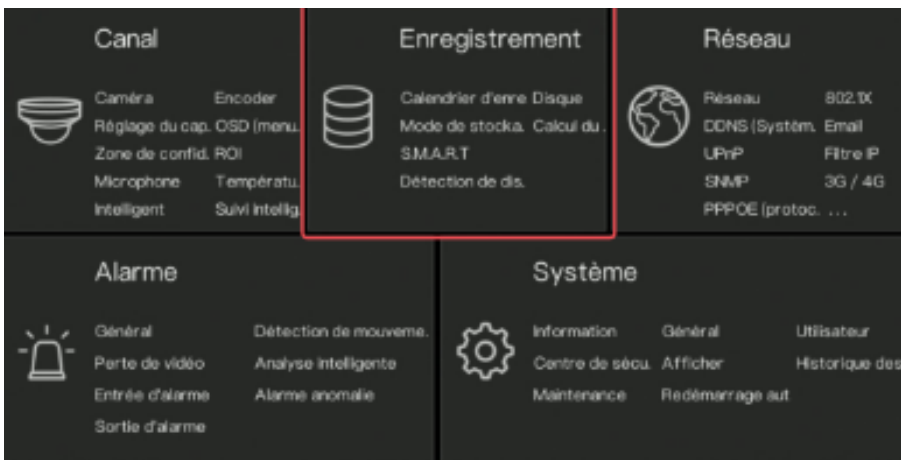 Canal
Caméra Encoder
Réglage du cap. OSD (menu.
Zone de confid. ROI
Microphone Températu.
Intelligent Suivi intellig.
Enregistrement
Calendrier d'enre Disque
Mode de stocka. Calcul du .
S.M.A.R.T
Détection de dis.
Réseau
Réseau 802.1X
DDNS (Systèm. Email
UPnP Filtre IP
SNMP 3G / 4G
PPPOE (protoc. ...
Alarme
Général Détection de mouveme.
Perte de vidéo Analyse intelligente
Entrée d'alarme Alarme anomalie
Sortie d'alarme
Système
Information Général Utilisateur
Centre de sécu. Afficher Historique des
Maintenance Redémarrage aut